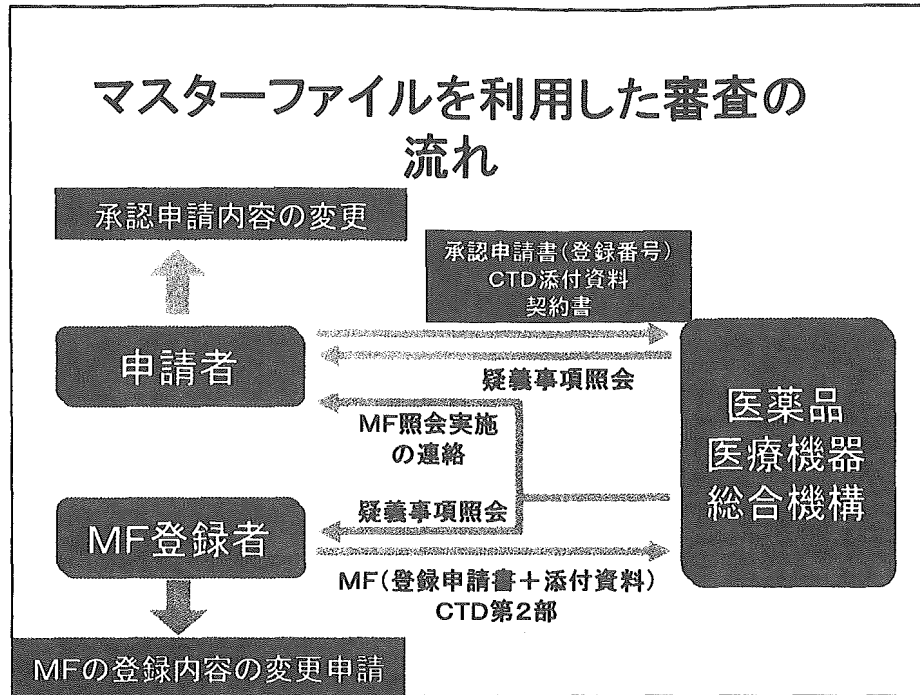 マスターファイルを利用した審査の
流れ
承認申請内容の変更
承認申請書(登録番号)
CTD添付資料
契約書
申請者
疑義事項照会
医薬品
医療機器
総合機構
MF照会実施
の連絡
疑義事項照会
MF登録者
MF(登録申請書＋添付資料)
CTD第2部
MFの登録内容の変更申請